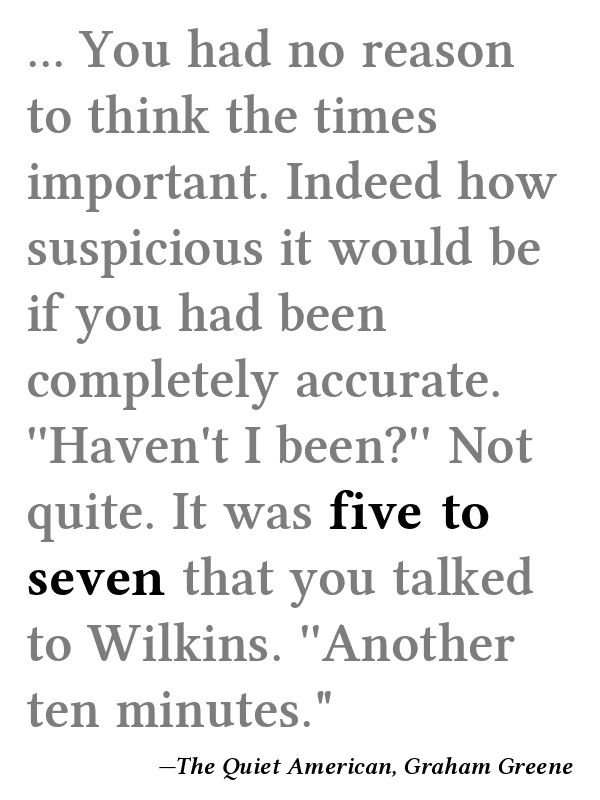 ... You had no reason
to think the times
important. Indeed how
suspicious it would be
if you had been
completely accurate.
''Haven't I been?'' Not
quite. It was five to
seven that you talked
to Wilkins. ''Another
ten minutes."
—The Quiet American, Graham Greene